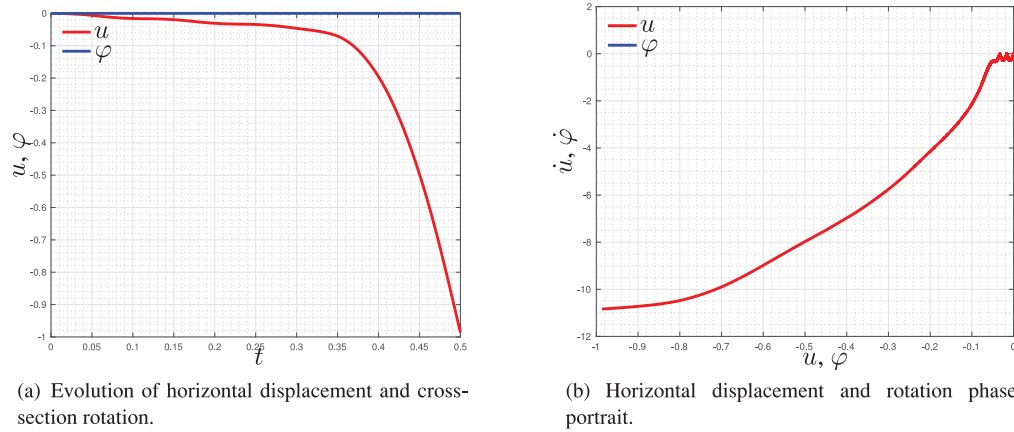 0
-0.1
-0.2
-0.3
-0.4
-0.5
-0.6
-0.7
-0.8
-0.9
-1
u, φ
u
φ
0 0.05 0.1 0.15 0.2 0.25 0.3 0.35 0.4 0.45 0.5
t
(a) Evolution of horizontal displacement and cross-
section rotation.
2
0
-2
-4
-6
-8
-10
-12
u̇, φ̇
u
φ
-1 -0.9 -0.8 -0.7 -0.6 -0.5 -0.4 -0.3 -0.2 -0.1 0
u, φ
(b) Horizontal displacement and rotation phase
portrait.